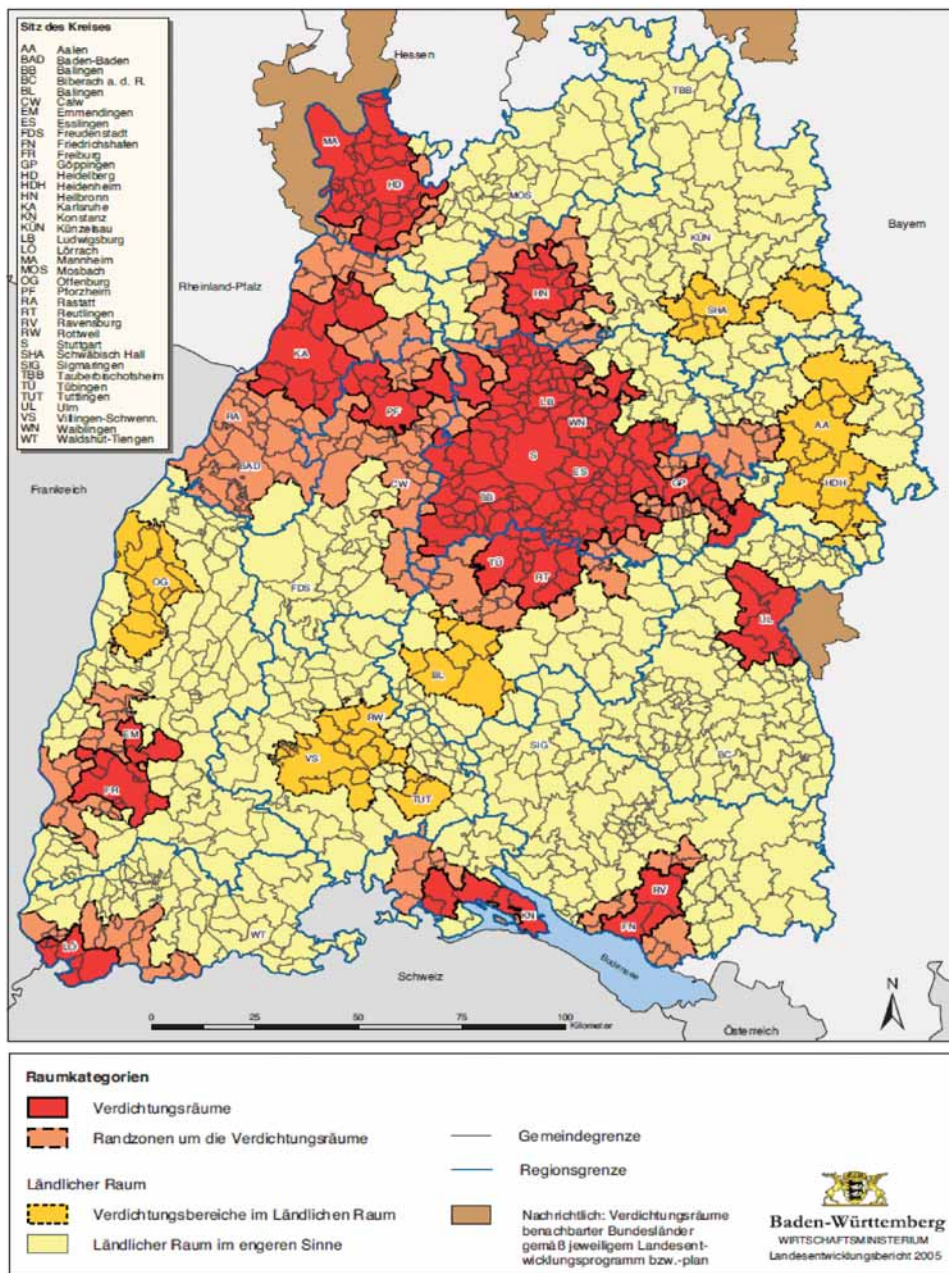 Sitz des Kreises
AA Aalen
BAD Baden-Baden
BB Balingen
BC Biberach a. d. R.
BL Balingen
CW Calw
EM Emmendingen
ES Esslingen
FDS Freudenstadt
FN Friedrichshafen
FR Freiburg
GP Göppingen
HD Heidelberg
HDH Heidenheim
HN Heilbronn
KA Karlsruhe
KN Konstanz
KÜN Künzelsau
LB Ludwigsburg
LÖ Lörrach
MA Mannheim
MOS Mosbach
OG Offenburg
PF Pforzheim
RA Rastatt
RT Reutlingen
RV Ravensburg
RW Rottweil
S Stuttgart
SHA Schwäbisch Hall
SIG Sigmaringen
TBB Tauberbischofsheim
TÜ Tübingen
TUT Tuttlingen
UL Ulm
VS Villingen-Schwenn.
WN Waiblingen
WT Waldshut-Tiengen
Hessen
TBB
MA
HD
MOS
Bayern
KÜN
Rheinland-Pfalz
HN
SHA
KA
LB
PF
WN
RA
AA
BAD
S
ES
CW
GP
HDH
Frankreich
BB
TÜ
RT
OG
FDS
UL
BL
RW
EM
SIG
BC
VS
FR
TUT
RV
KN
FN
LÖ
WT
Bodensee
Schweiz
N
0 25 50 75 100
Kilometer
Österreich
Raumkategorien
Verdichtungsräume
Randzonen um die Verdichtungsräume
Ländlicher Raum
Verdichtungsbereiche im Ländlichen Raum
Ländlicher Raum im engeren Sinne
Gemeindegrenze
Regionsgrenze
Nachrichtlich: Verdichtungsräume
benachbarter Bundesländer
gemäß jeweiligem Landesent-
wicklungsprogramm bzw.-plan
Baden-Württemberg
WIRTSCHAFTSMINISTERIUM
Landesentwicklungsbericht 2005